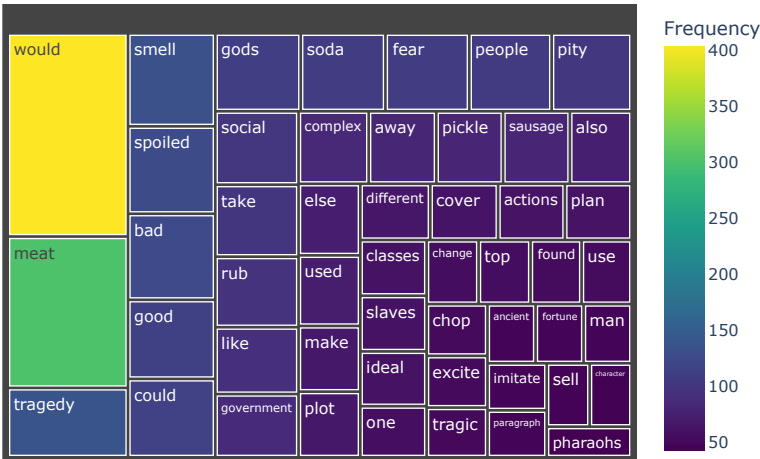 would
meat
tragedy
smell
spoiled
bad
good
could
gods
soda
fear
people
pity
social
complex
away
pickle
sausage
also
take
else
different
cover
actions
plan
rub
used
classes
change
top
found
use
like
make
slaves
chop
ancient
fortune
man
government
plot
ideal
excite
imitate
sell
character
one
tragic
paragraph
pharaohs
Frequency
400
350
300
250
200
150
100
50